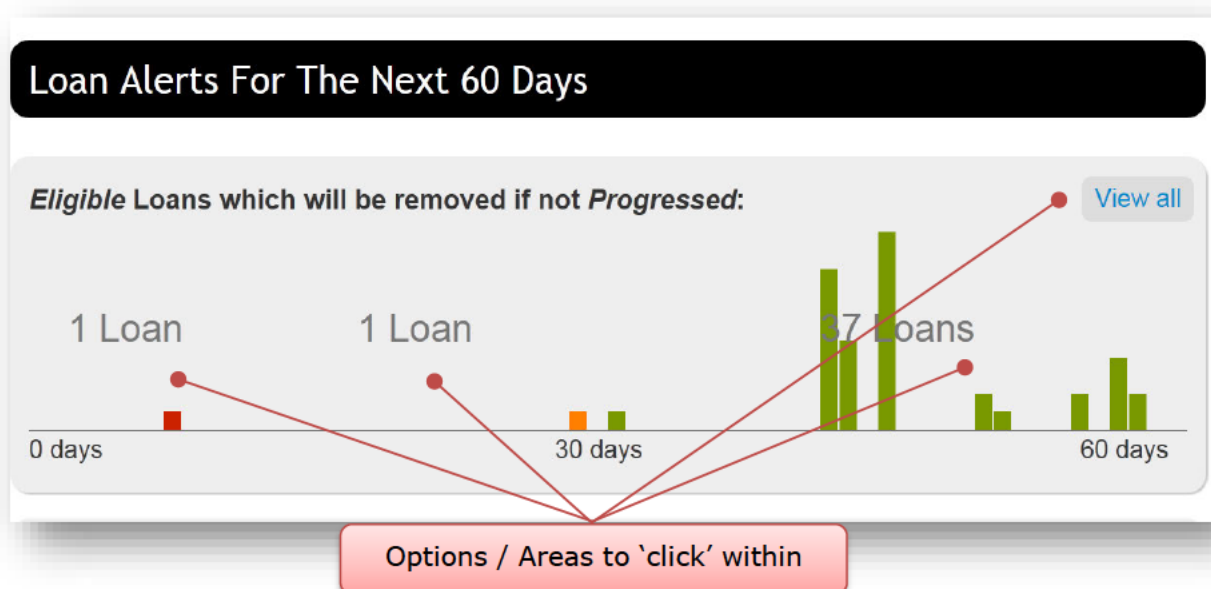 Loan Alerts For The Next 60 Days
Eligible Loans which will be removed if not Progressed:
View all
1 Loan
1 Loan
37 Loans
0 days
30 days
60 days
Options / Areas to ‘click’ within